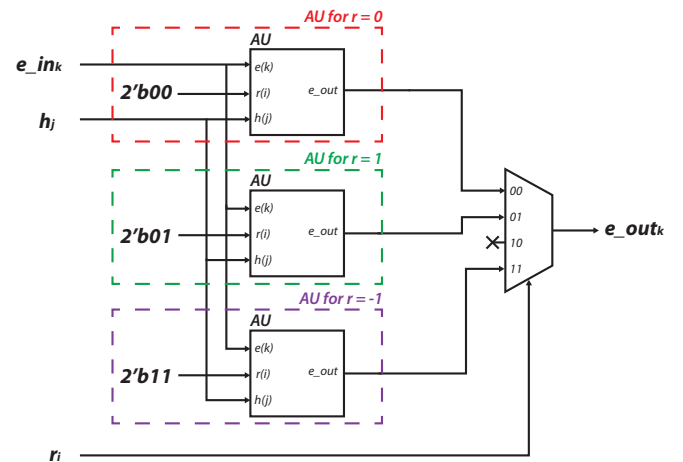 AU for r = 0
AU
e_ink
e(k)
2'b00
r(i)
e_out
hj
h(j)
AU for r = 1
AU
e(k)
2'b01
r(i)
e_out
h(j)
00
01
10
11
e_outk
AU for r = -1
AU
e(k)
2'b11
r(i)
e_out
h(j)
ri